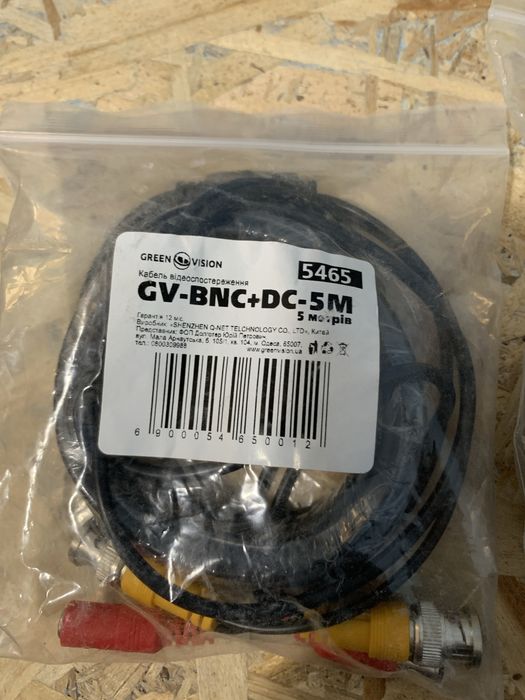 GREEN VISION
5465
Кабель відеоспостереження
GV-BNC+DC-5M
5 метрів
Гарантія 12 міс.
Виробник: «SHENZHEN Q-NET TELCHNOLOGY CO., LTD», Китай
Представник: ФОП Долготер Юрій Петрович
вул. Мала Арнаутська, б. 105/1, кв. 104, м. Одеса, 65007,
тел.: 0800309988
www.greenvision.ua
6 900054 650012